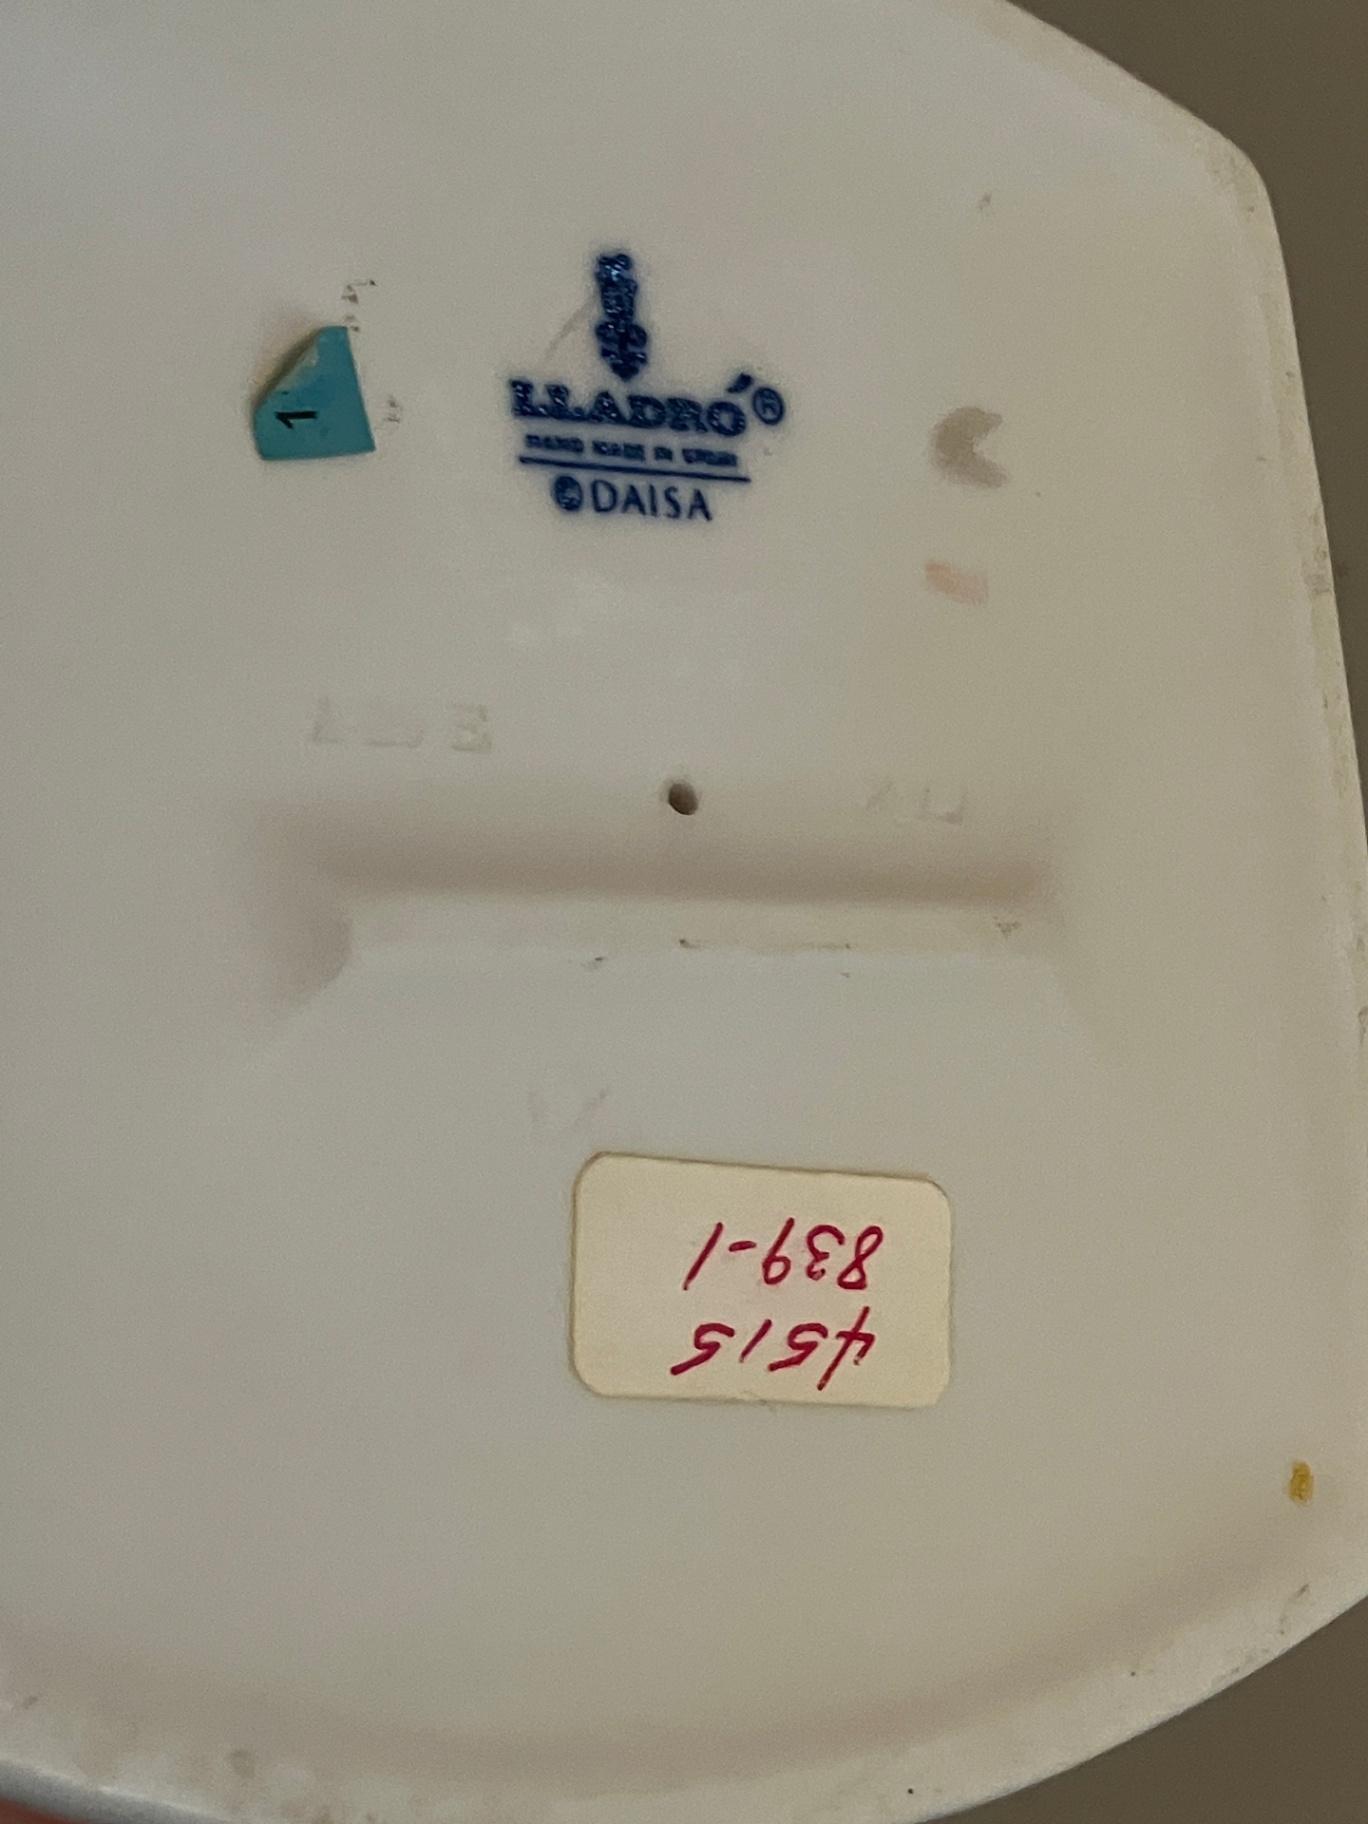 LLADRÓ®
HAND MADE IN SPAIN
© DAISA
1
839-1
4515